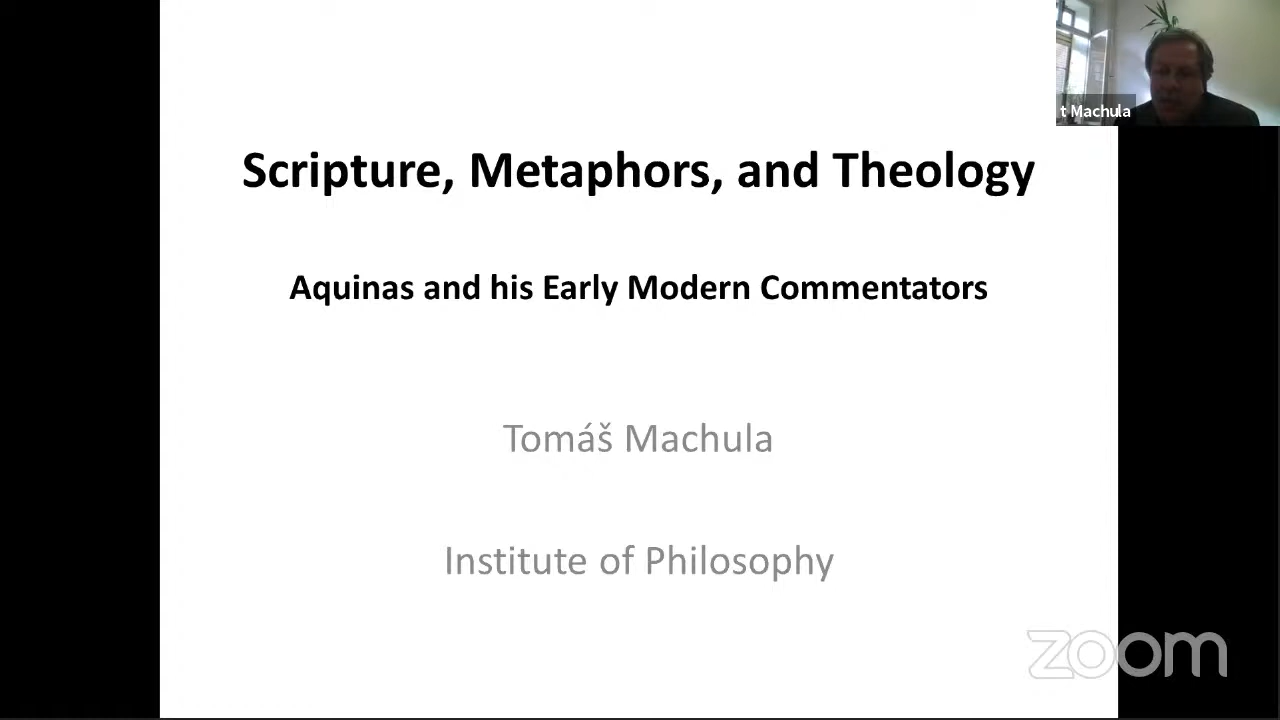 t Machula
Scripture, Metaphors, and Theology
Aquinas and his Early Modern Commentators
Tomáš Machula
Institute of Philosophy
zoom